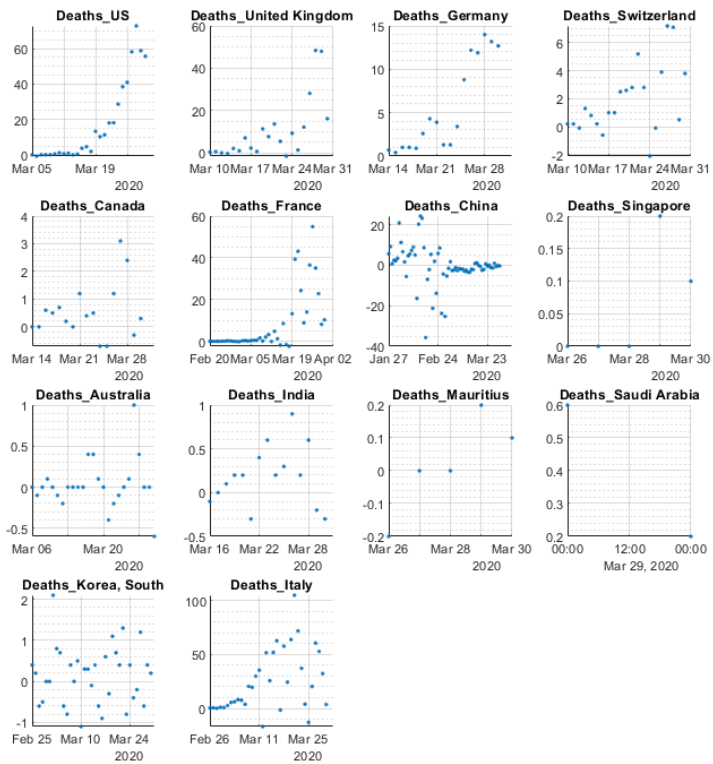 Deaths_US
60
40
20
0
Mar 05
Mar 19
2020
Deaths_United Kingdom
60
40
20
0
Mar 10
Mar 17
Mar 24
Mar 31
2020
Deaths_Germany
15
10
5
0
Mar 14
Mar 21
Mar 28
2020
Deaths_Switzerland
6
4
2
0
-2
Mar 10
Mar 17
Mar 24
Mar 31
2020
Deaths_Canada
4
3
2
1
0
Mar 14
Mar 21
Mar 28
2020
Deaths_France
60
40
20
0
Feb 20
Mar 05
Mar 19
Apr 02
2020
Deaths_China
20
0
-20
-40
Jan 27
Feb 24
Mar 23
2020
Deaths_Singapore
0.2
0.15
0.1
0.05
0
Mar 26
Mar 28
Mar 30
2020
Deaths_Australia
1
0.5
0
-0.5
Mar 06
Mar 20
2020
Deaths_India
1
0.5
0
-0.5
Mar 16
Mar 22
Mar 28
2020
Deaths_Mauritius
0.2
0.1
0
-0.1
-0.2
Mar 26
Mar 28
Mar 30
2020
Deaths_Saudi Arabia
0.6
0.5
0.4
0.3
0.2
00:00
12:00
00:00
Mar 29, 2020
Deaths_Korea, South
2
1
0
-1
Feb 25
Mar 10
Mar 24
2020
Deaths_Italy
100
50
0
Feb 26
Mar 11
Mar 25
2020